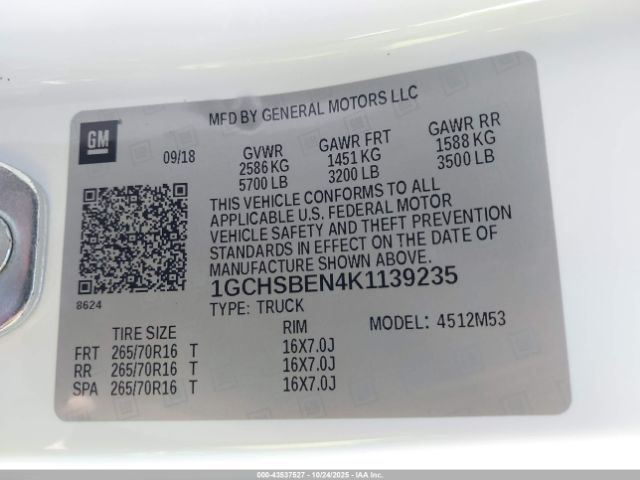 MFD BY GENERAL MOTORS LLC
GM
09/18 GVWR GAWR FRT GAWR RR
2586 KG 1451 KG 1588 KG
5700 LB 3200 LB 3500 LB
THIS VEHICLE CONFORMS TO ALL
APPLICABLE U.S. FEDERAL MOTOR
VEHICLE SAFETY AND THEFT PREVENTION
STANDARDS IN EFFECT ON THE DATE OF
MANUFACTURE SHOWN ABOVE.
8624 1GCHSBEN4K1139235
TYPE: TRUCK
TIRE SIZE RIM MODEL: 4512M53
FRT 265/70R16 T 16X7.0J
RR 265/70R16 T 16X7.0J
SPA 265/70R16 T 16X7.0J
000-43537527 - 10/24/2025 - IAA Inc.